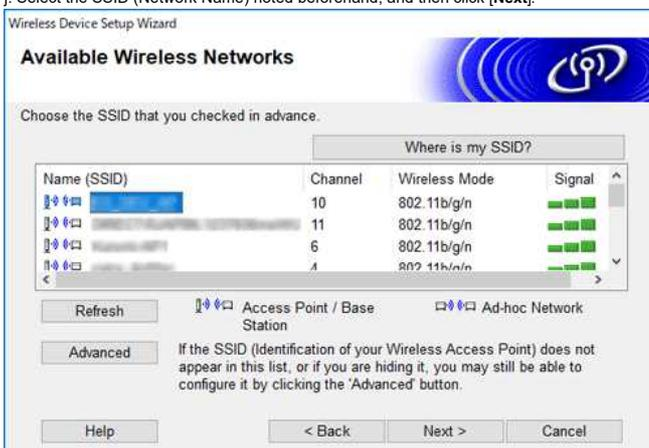 j. Select the SSID (Network Name) noted beforehand, and then click [Next].
Wireless Device Setup Wizard
Available Wireless Networks
Choose the SSID that you checked in advance.
Where is my SSID?
Name (SSID) Channel Wireless Mode Signal
10 802.11b/g/n
11 802.11b/g/n
6 802.11b/g/n
4 802.11b/g/n
Refresh Access Point / Base Station Ad-hoc Network
Advanced If the SSID (Identification of your Wireless Access Point) does not
appear in this list, or if you are hiding it, you may still be able to
configure it by clicking the 'Advanced' button.
Help < Back Next > Cancel